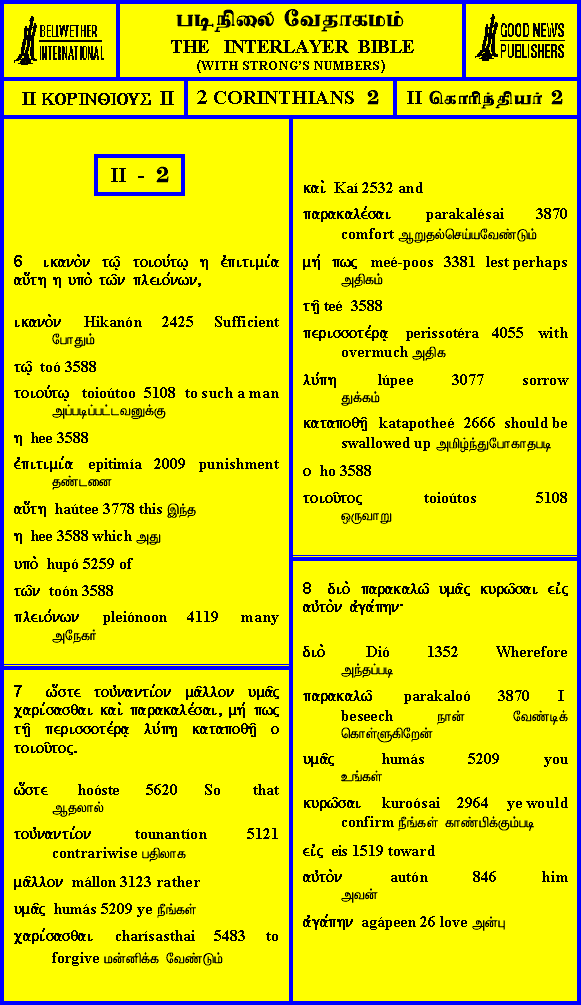 BELLWETHER
INTERNATIONAL
படிநிலை வேதாகமம்
THE INTERLAYER BIBLE
(WITH STRONG'S NUMBERS)
GOOD NEWS
PUBLISHERS
II ΚΟΡΙΝΘΙΟΥΣ II
2 CORINTHIANS 2
II கொரிந்தியர் 2
II - 2
6 ικανὸν τῶ τοιούτω η ἐπιτιμία
αὕτη η υπὸ τῶν πλειόνων,
ικανὸν Hikanón 2425 Sufficient
போதும்
τῶ toó 3588
τοιούτω toioútoo 5108 to such a man
அப்படிப்பட்டவனுக்கு
η hee 3588
ἐπιτιμία epitimía 2009 punishment
தண்டனை
αὕτη haútee 3778 this இந்த
η hee 3588 which அது
υπὸ hupó 5259 of
τῶν toón 3588
πλειόνων pleiónoon 4119 many
அநேகர்
7 ὥστε τοὐναντίον μᾶλλον υμᾶς
χαρίσασθαι καὶ παρακαλέσαι, μή πως
τῇ περισσοτέρᾳ λύπῃ καταποθῇ ο
τοιοῦτος.
ὥστε hoóste 5620 So that
ஆதலால்
τοὐναντίον tounantíon 5121
contrariwise பதிலாக
μᾶλλον mállon 3123 rather
υμᾶς humás 5209 ye நீங்கள்
χαρίσασθαι charísasthai 5483 to
forgive மன்னிக்க வேண்டும்
καὶ Kaí 2532 and
παρακαλέσαι parakalésai 3870
comfort ஆறுதல்செய்யவேண்டும்
μή πως meé-poos 3381 lest perhaps
அதிகம்
τῇ teé 3588
περισσοτέρᾳ perissotéra 4055 with
overmuch அதிக
λύπη lúpee 3077 sorrow
துக்கம்
καταποθῇ katapotheé 2666 should be
swallowed up அமிழ்ந்துபோகாதபடி
ο ho 3588
τοιοῦτος toioútos 5108
ஒருவாறு
8 διὸ παρακαλῶ υμᾶς κυρῶσαι εἰς
αὐτὸν ἀγάπην·
διὸ Dió 1352 Wherefore
அந்தப்படி
παρακαλῶ parakaloó 3870 I
beseech நான் வேண்டிக்
கொள்ளுகிறேன்
υμᾶς humás 5209 you
உங்கள்
κυρῶσαι kuroósai 2964 ye would
confirm நீங்கள் காண்பிக்கும்படி
εἰς eis 1519 toward
αὐτὸν autón 846 him
அவன்
ἀγάπην agápeen 26 love அன்பு